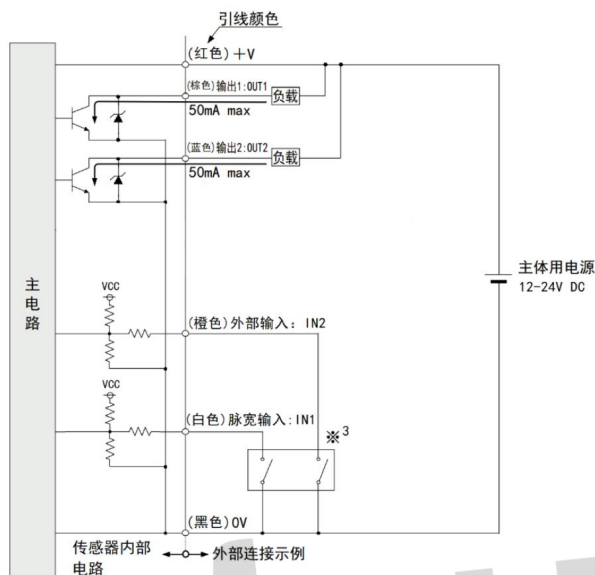 引线颜色
(红色)+V
(棕色)输出1:OUT1
负载
50mA max
(蓝色)输出2:OUT2
负载
50mA max
主电路
主体用电源
12-24V DC
VCC
(橙色)外部输入: IN2
VCC
(白色)脉宽输入:IN1
※3
(黑色)0V
传感器内部
电路
外部连接示例